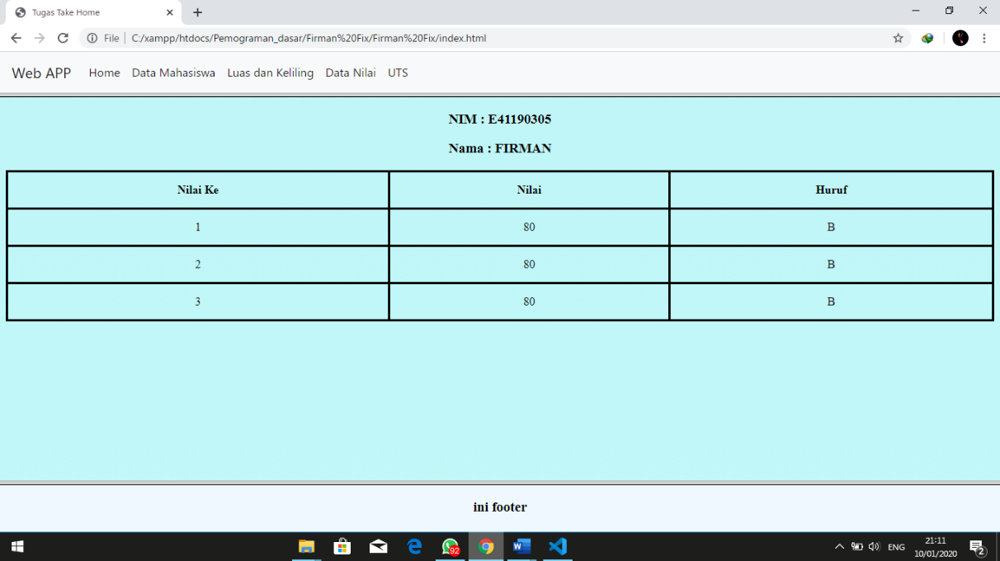 Tugas Take Home
File C:/xampp/htdocs/Pemograman_dasar/Firman%20Fix/Firman%20Fix/index.html
Web APP Home Data Mahasiswa Luas dan Keliling Data Nilai UTS
NIM : E41190305
Nama : FIRMAN
Nilai Ke Nilai Huruf
1 80 B
2 80 B
3 80 B
ini footer
92
ENG
21:11
10/01/2020
2